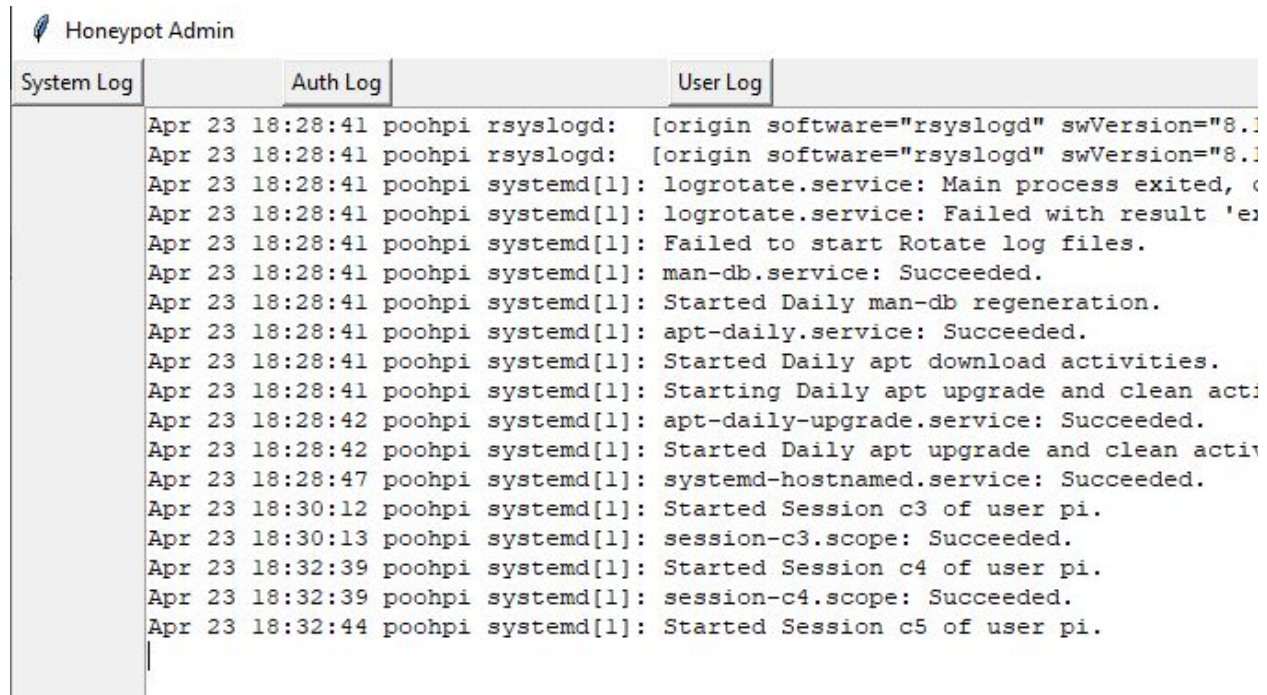 Honeypot Admin
System Log Auth Log User Log
Apr 23 18:28:41 poohpi rsyslogd:  [origin software="rsyslogd" swVersion="8.1
Apr 23 18:28:41 poohpi rsyslogd:  [origin software="rsyslogd" swVersion="8.1
Apr 23 18:28:41 poohpi systemd[1]: logrotate.service: Main process exited,
Apr 23 18:28:41 poohpi systemd[1]: logrotate.service: Failed with result 'ex
Apr 23 18:28:41 poohpi systemd[1]: Failed to start Rotate log files.
Apr 23 18:28:41 poohpi systemd[1]: man-db.service: Succeeded.
Apr 23 18:28:41 poohpi systemd[1]: Started Daily man-db regeneration.
Apr 23 18:28:41 poohpi systemd[1]: apt-daily.service: Succeeded.
Apr 23 18:28:41 poohpi systemd[1]: Started Daily apt download activities.
Apr 23 18:28:41 poohpi systemd[1]: Starting Daily apt upgrade and clean acti
Apr 23 18:28:42 poohpi systemd[1]: apt-daily-upgrade.service: Succeeded.
Apr 23 18:28:42 poohpi systemd[1]: Started Daily apt upgrade and clean activ
Apr 23 18:28:47 poohpi systemd[1]: systemd-hostnamed.service: Succeeded.
Apr 23 18:30:12 poohpi systemd[1]: Started Session c3 of user pi.
Apr 23 18:30:13 poohpi systemd[1]: session-c3.scope: Succeeded.
Apr 23 18:32:39 poohpi systemd[1]: Started Session c4 of user pi.
Apr 23 18:32:39 poohpi systemd[1]: session-c4.scope: Succeeded.
Apr 23 18:32:44 poohpi systemd[1]: Started Session c5 of user pi.